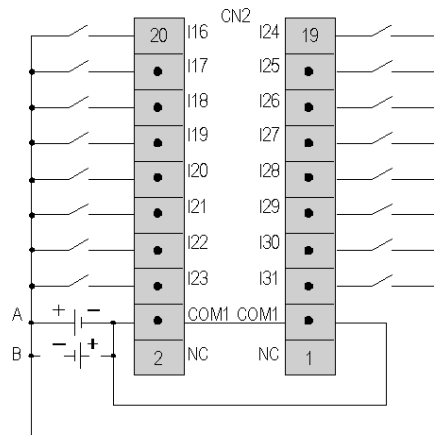 CN2
20 I16 I24 19
I17 I25
I18 I26
I19 I27
I20 I28
I21 I29
I22 I30
I23 I31
A + - COM1 COM1
B - + 2 NC NC 1